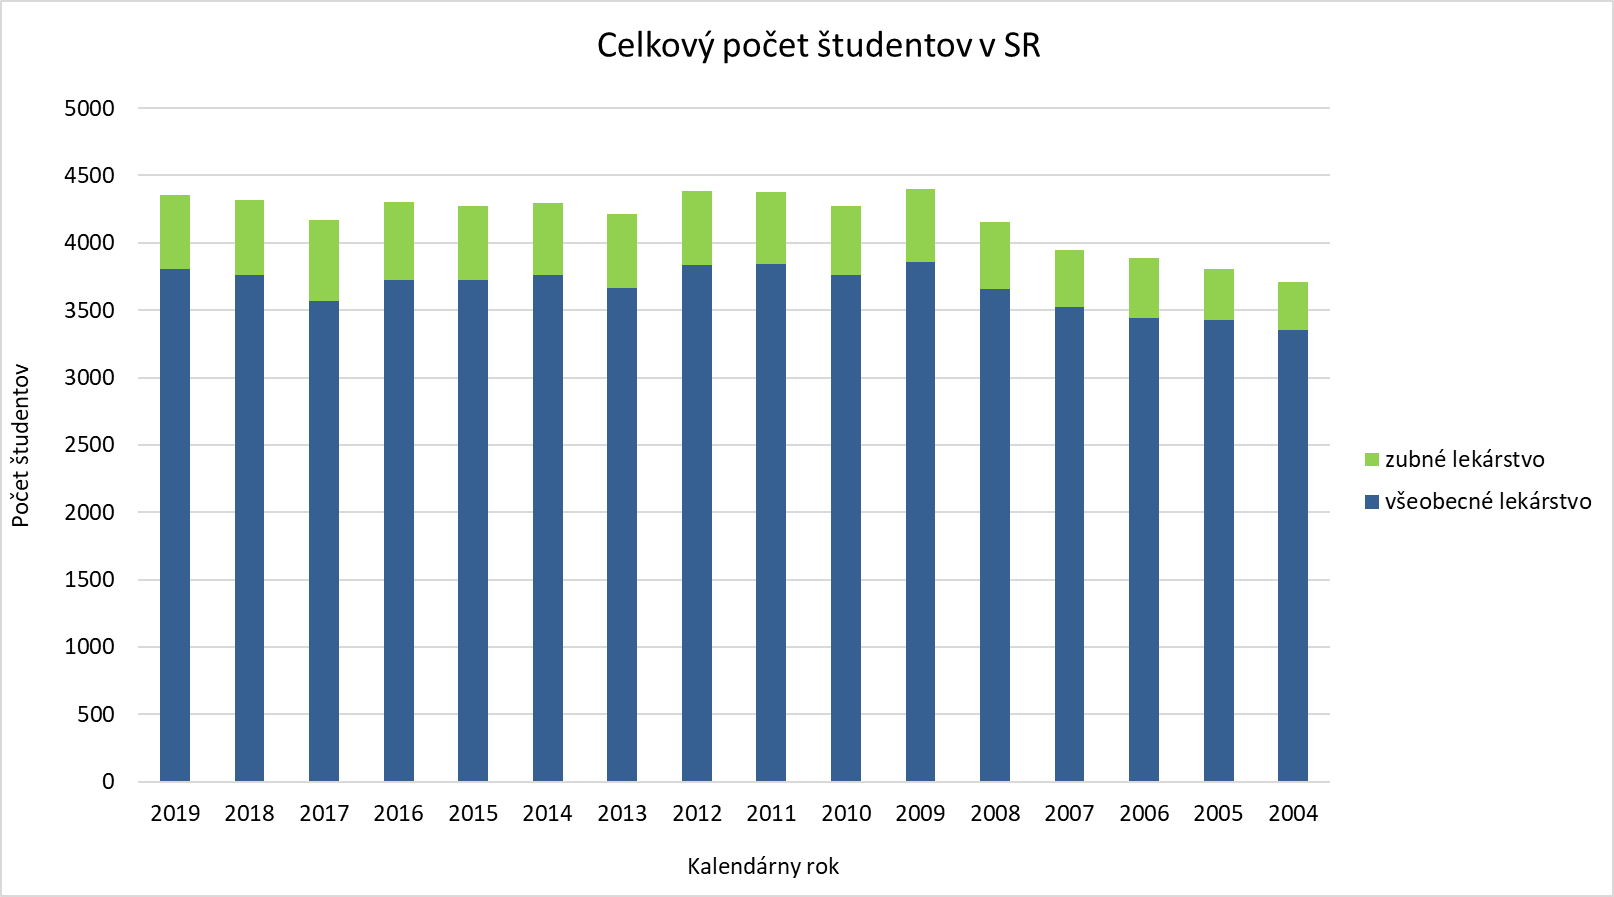 Celkový počet študentov v SR
5000
4500
4000
3500
3000
2500
2000
1500
1000
500
0
Počet študentov
2019 2018 2017 2016 2015 2014 2013 2012 2011 2010 2009 2008 2007 2006 2005 2004
Kalendárny rok
zubné lekárstvo
všeobecné lekárstvo